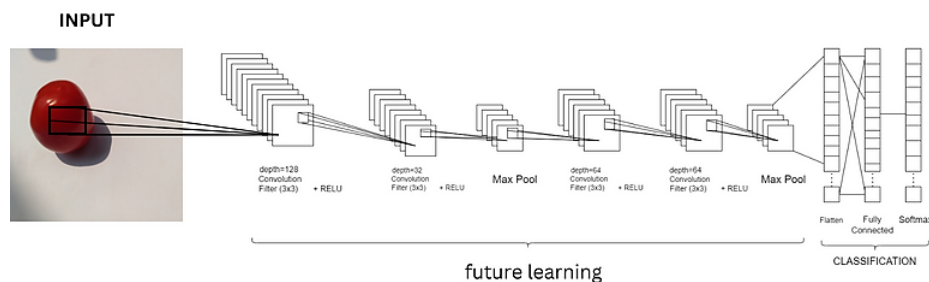 INPUT
depth=128
Convolution
Filter (3x3) + RELU
depth=32
Convolution
Filter (3x3) + RELU
Max Pool
depth=64
Convolution
Filter (3x3) + RELU
depth=64
Convolution
Filter (3x3) + RELU
Max Pool
Flatten
Fully
Connected
Softmax
future learning
CLASSIFICATION